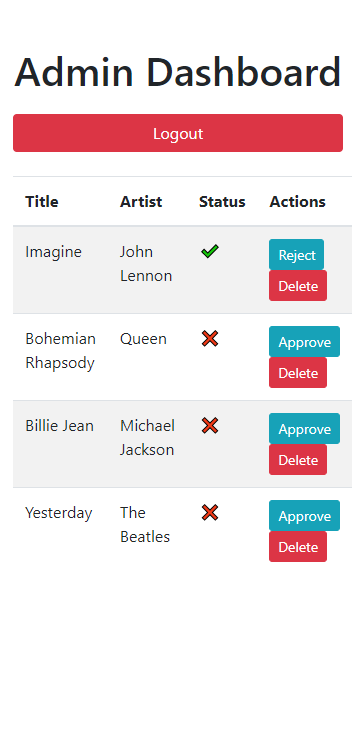 Admin Dashboard
Logout
Title Artist Status Actions
Imagine John Lennon Reject
Delete
Bohemian Rhapsody Queen Approve
Delete
Billie Jean Michael Jackson Approve
Delete
Yesterday The Beatles Approve
Delete